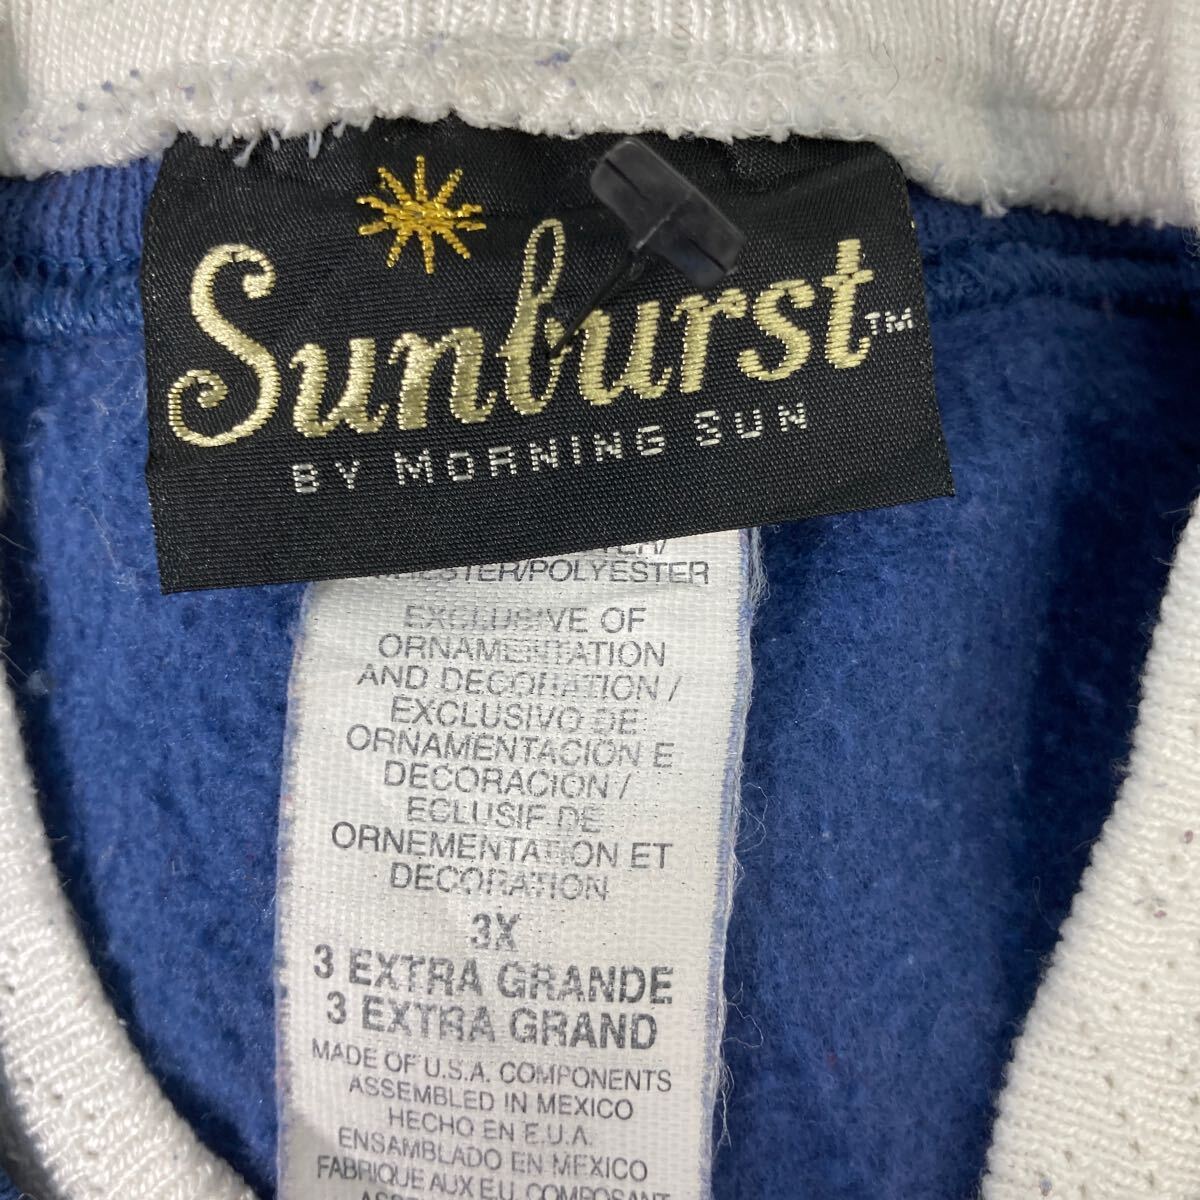 Sunburst™
BY MORNING SUN
POLYESTER
EXCLUSIVE OF
ORNAMENTATION
AND DECORATION /
EXCLUSIVO DE
ORNAMENTACIÓN E
DECORACION /
ECLUSIF DE
ORNEMENTATION ET
DECORATION
3X
3 EXTRA GRANDE
3 EXTRA GRAND
MADE OF U.S.A. COMPONENTS
ASSEMBLED IN MEXICO
HECHO EN E.U.A.
ENSAMBLADO EN MEXICO
FABRIQUE AUX E.U. COMPOSANT